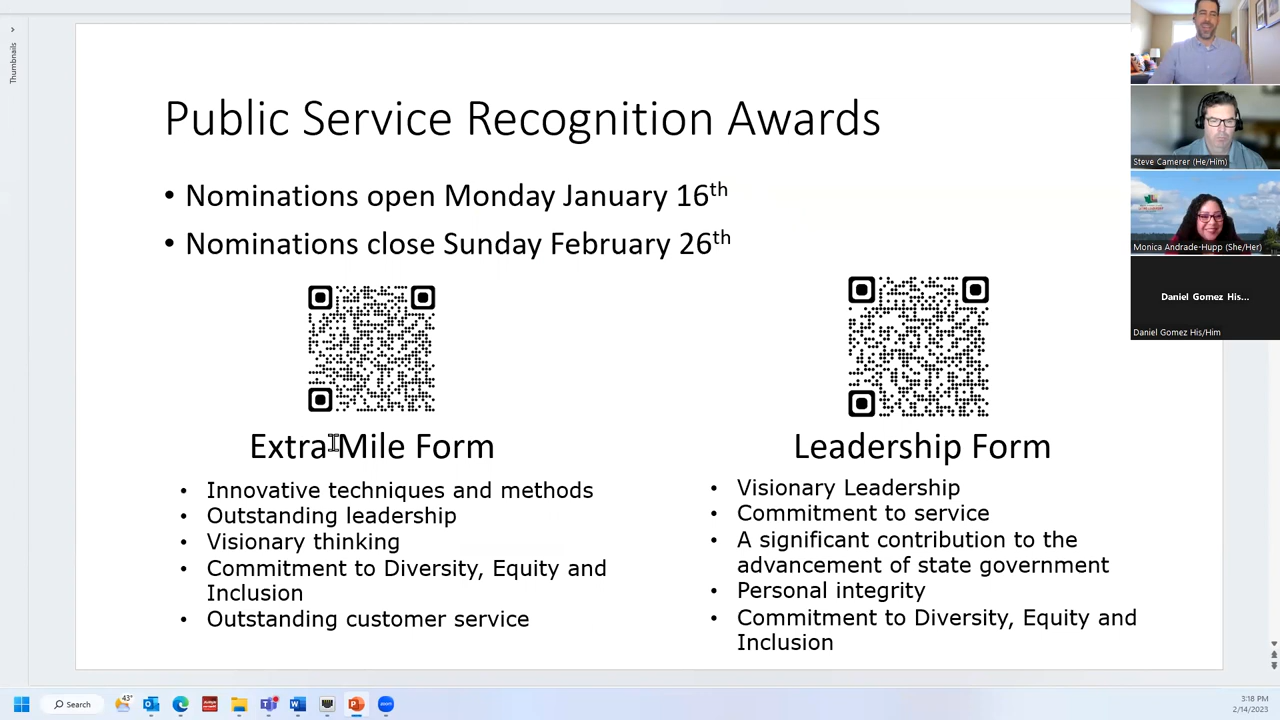 Thumbnails
Public Service Recognition Awards
• Nominations open Monday January 16th
• Nominations close Sunday February 26th
Extra Mile Form
• Innovative techniques and methods
• Outstanding leadership
• Visionary thinking
• Commitment to Diversity, Equity and
Inclusion
• Outstanding customer service
Leadership Form
• Visionary Leadership
• Commitment to service
• A significant contribution to the
advancement of state government
• Personal integrity
• Commitment to Diversity, Equity and
Inclusion
Steve Camerer (He/Him)
Monica Andrade-Hupp (She/Her)
Daniel Gomez His...
Daniel Gomez His/Him
43°
Search
3:18 PM
2/14/2023